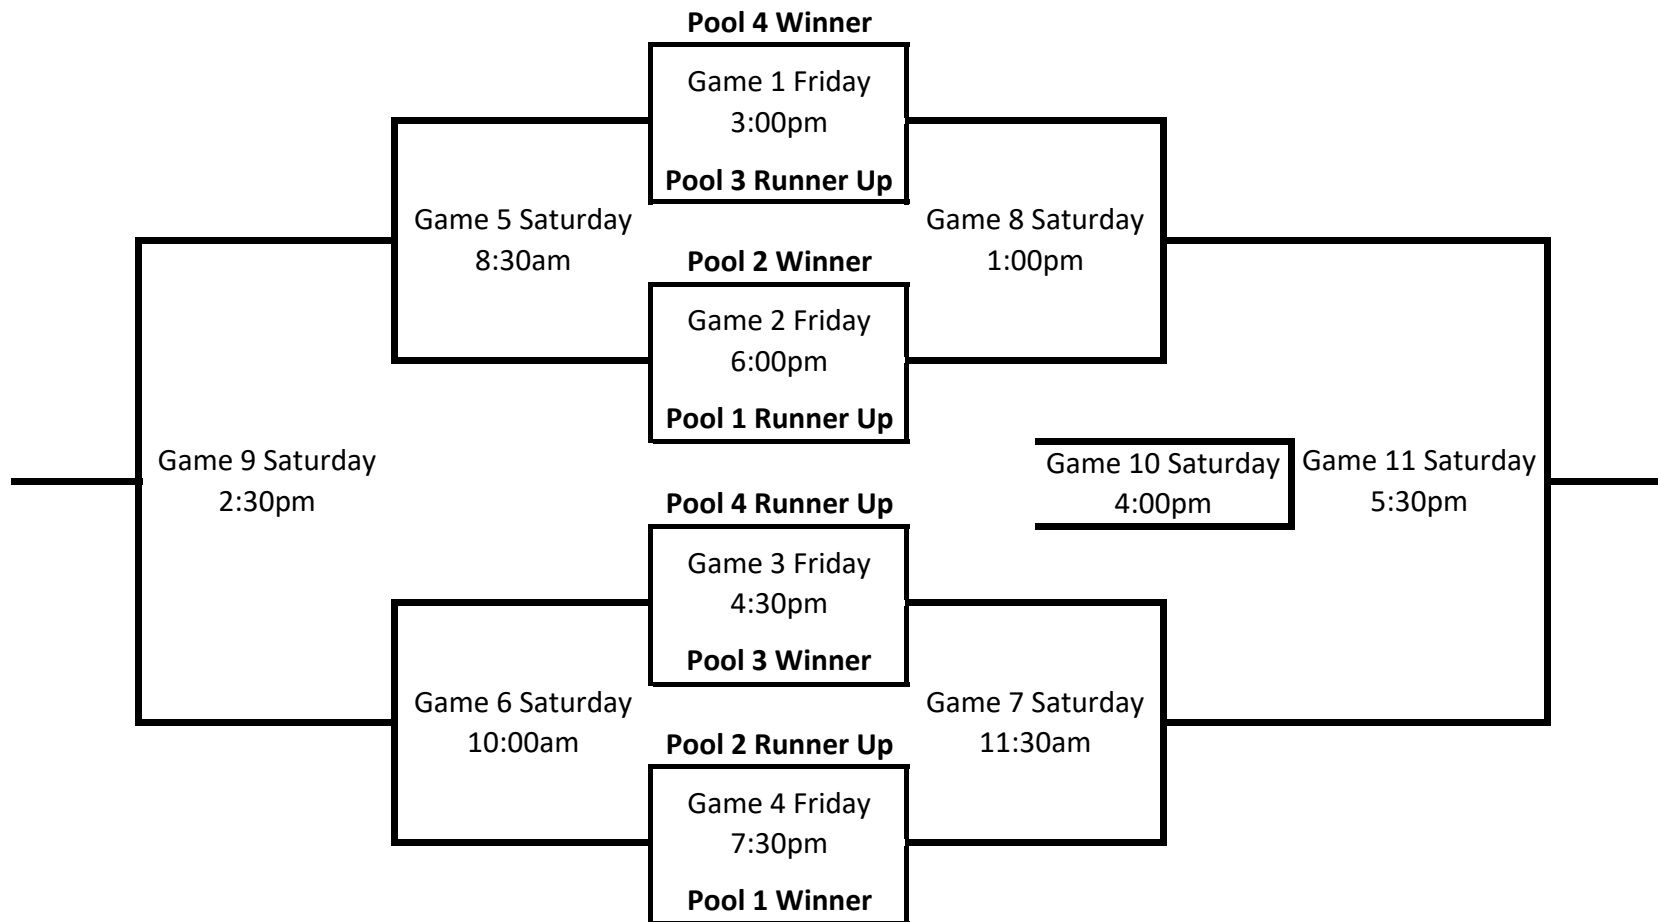 Pool 4 Winner
Game 1 Friday
3:00pm
Pool 3 Runner Up
Game 5 Saturday
8:30am
Game 8 Saturday
1:00pm
Pool 2 Winner
Game 2 Friday
6:00pm
Pool 1 Runner Up
Game 9 Saturday
2:30pm
Game 10 Saturday
4:00pm
Game 11 Saturday
5:30pm
Pool 4 Runner Up
Game 3 Friday
4:30pm
Pool 3 Winner
Game 6 Saturday
10:00am
Game 7 Saturday
11:30am
Pool 2 Runner Up
Game 4 Friday
7:30pm
Pool 1 Winner